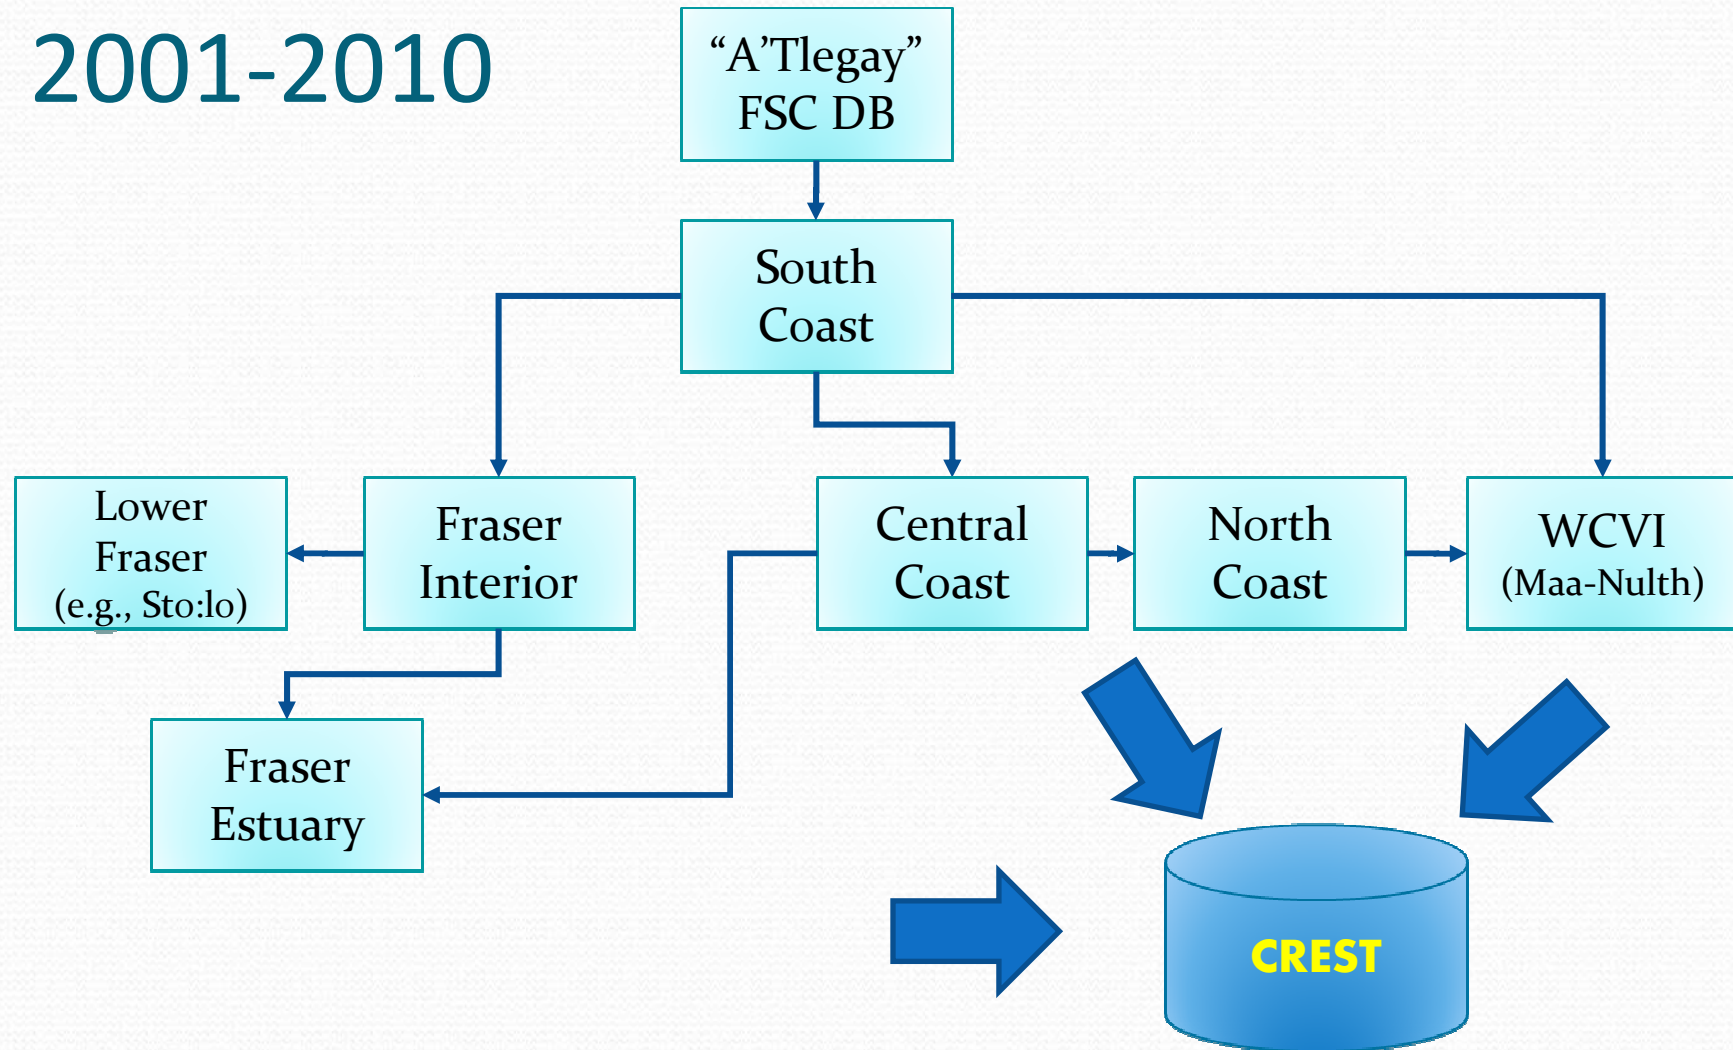 2001-2010
“A’Tlegay”
FSC DB
South
Coast
Lower
Fraser
(e.g., Sto:lo)
Fraser
Interior
Central
Coast
North
Coast
WCVI
(Maa-Nulth)
Fraser
Estuary
CREST